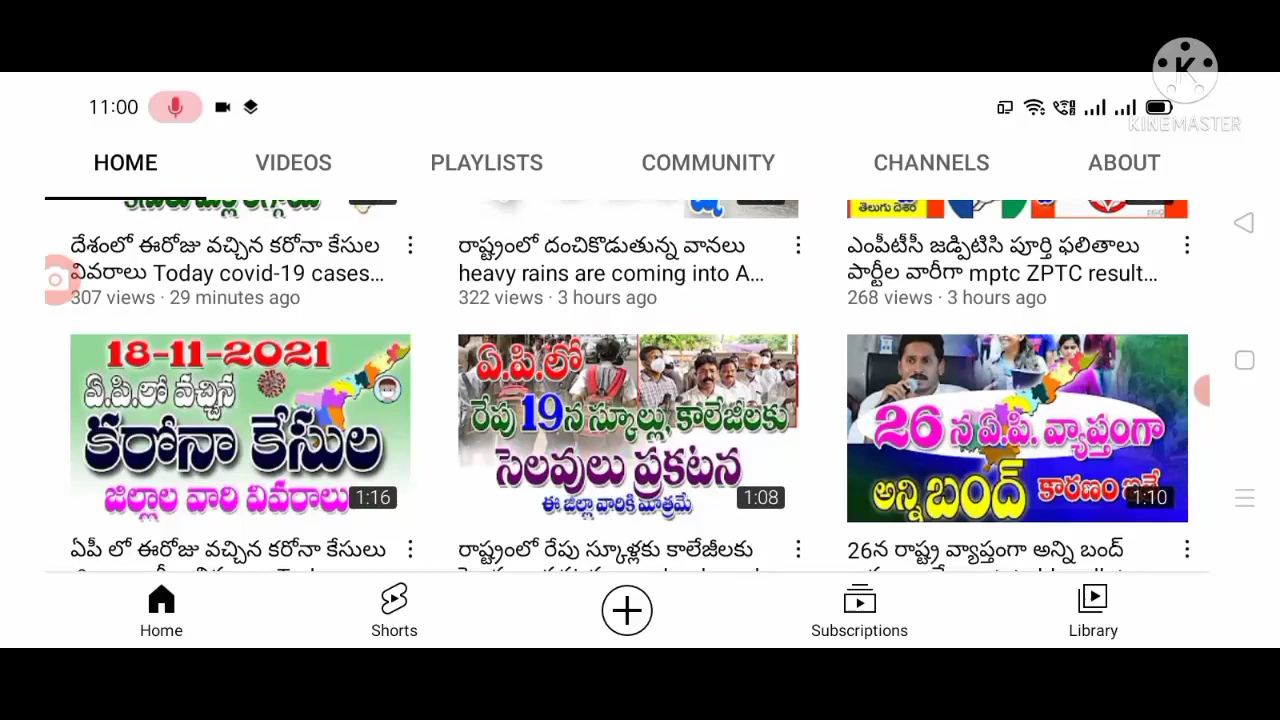 KINEMASTER
11:00
HOME VIDEOS PLAYLISTS COMMUNITY CHANNELS ABOUT
తెలుగు దేశం
దేశంలో ఈరోజు వచ్చిన కరోనా కేసుల
వివరాలు Today covid-19 cases...
307 views · 29 minutes ago
రాష్ట్రంలో దంచికొడుతున్న వానలు
heavy rains are coming into A...
322 views · 3 hours ago
ఎంపీటీసీ జడ్పిటిసి పూర్తి ఫలితాలు
పార్టీల వారీగా mptc ZPTC result...
268 views · 3 hours ago
18-11-2021
ఏ.పి.లో వచ్చిన
కరోనా కేసుల
జిల్లాల వారి వివరాలు
1:16
ఏ.పి.లో
రేపు 19న స్కూల్లు, కాలేజీలకు
సెలవులు ప్రకటన
ఈ జిల్లా వారికి మాత్రమే
1:08
26 న ఏ.పి. వ్యాప్తంగా
అన్ని బంద్ కారణం ఇదే
1:10
ఏపీ లో ఈరోజు వచ్చిన కరోనా కేసులు
రాష్ట్రంలో రేపు స్కూళ్లకు కాలేజీలకు
26న రాష్ట్ర వ్యాప్తంగా అన్ని బంద్
Home Shorts Subscriptions Library